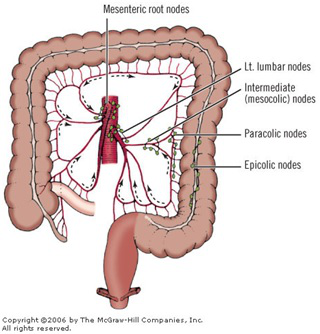 Mesenteric root nodes
Lt. lumbar nodes
Intermediate
(mesocolic) nodes
Paracolic nodes
Epicolic nodes
Copyright ©2006 by The McGraw-Hill Companies, Inc.
All rights reserved.